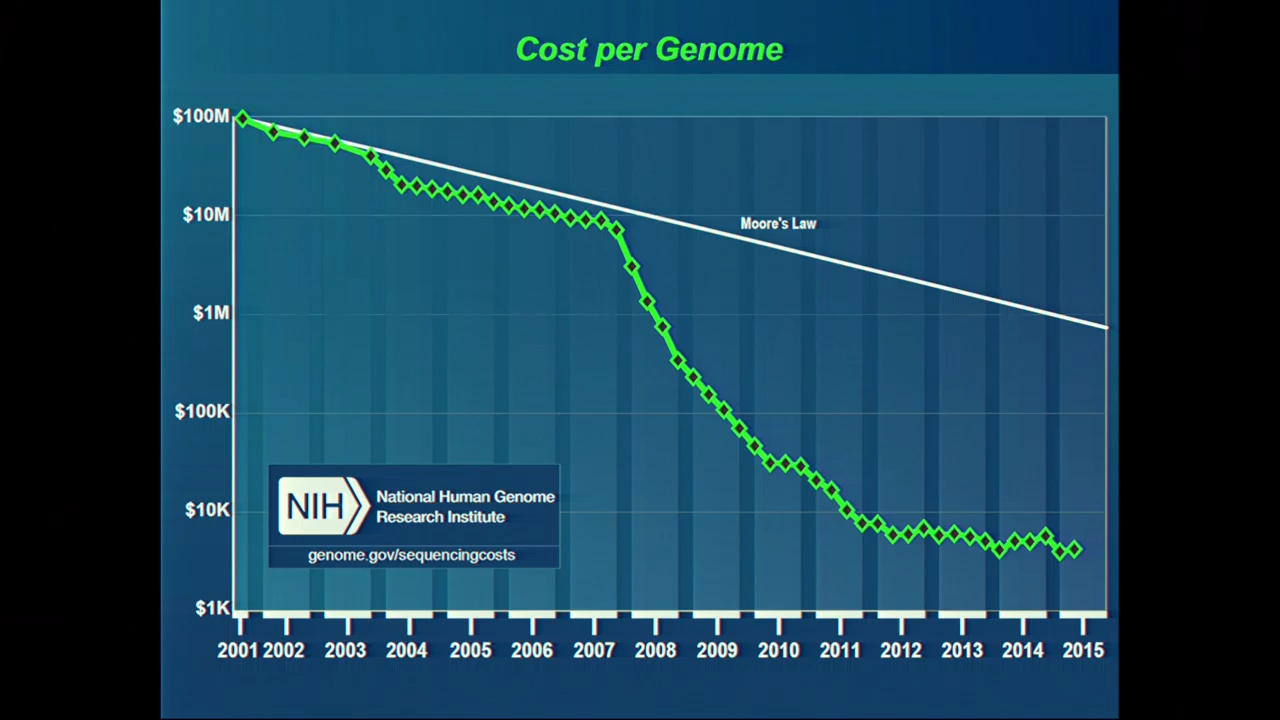 Cost per Genome
$100M
$10M
$1M
$100K
$10K
$1K
Moore's Law
NIH
National Human Genome
Research Institute
genome.gov/sequencingcosts
2001 2002 2003 2004 2005 2006 2007 2008 2009 2010 2011 2012 2013 2014 2015